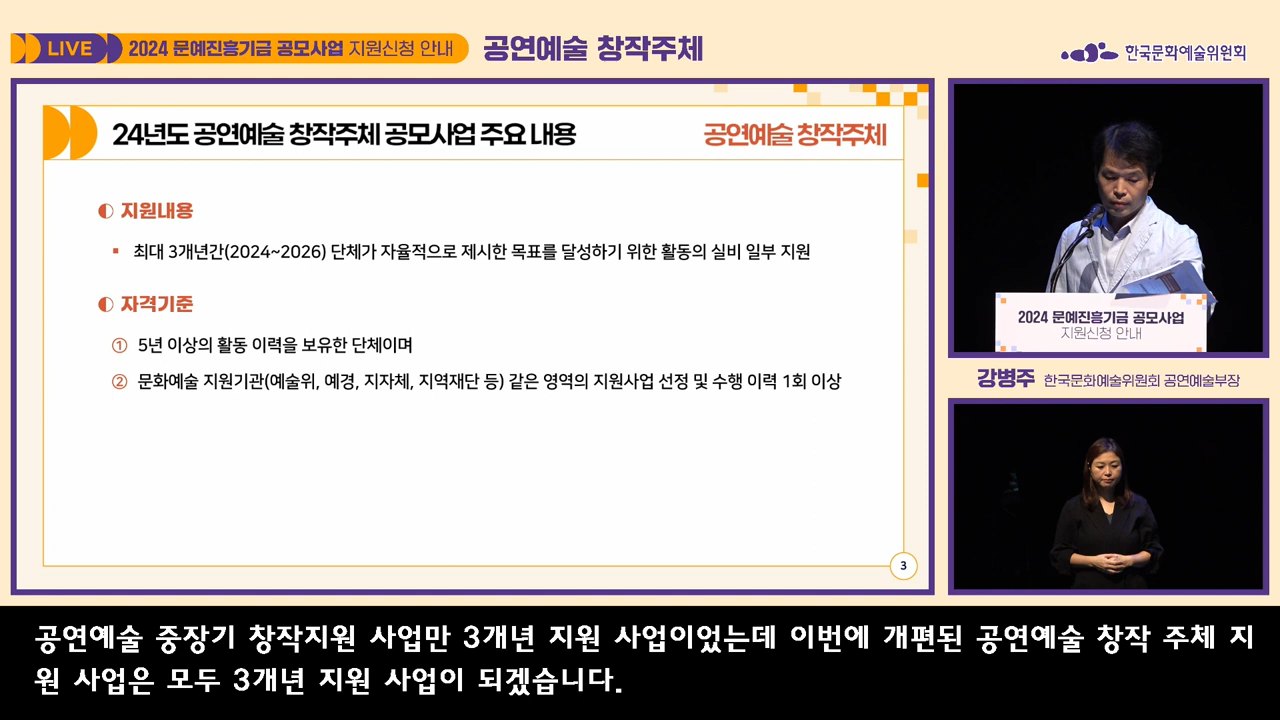 LIVE 2024 문예진흥기금 공모사업 지원신청 안내 공연예술 창작주체
한국문화예술위원회
24년도 공연예술 창작주체 공모사업 주요 내용 공연예술 창작주체
지원내용
최대 3개년간(2024~2026) 단체가 자율적으로 제시한 목표를 달성하기 위한 활동의 실비 일부 지원
자격기준
① 5년 이상의 활동 이력을 보유한 단체이며
② 문화예술 지원기관(예술위, 예경, 지자체, 지역재단 등) 같은 영역의 지원사업 선정 및 수행 이력 1회 이상
3
2024 문예진흥기금 공모사업
지원신청 안내
강병주 한국문화예술위원회 공연예술부장
공연예술 중장기 창작지원 사업만 3개년 지원 사업이었는데 이번에 개편된 공연예술 창작 주체 지
원 사업은 모두 3개년 지원 사업이 되겠습니다.